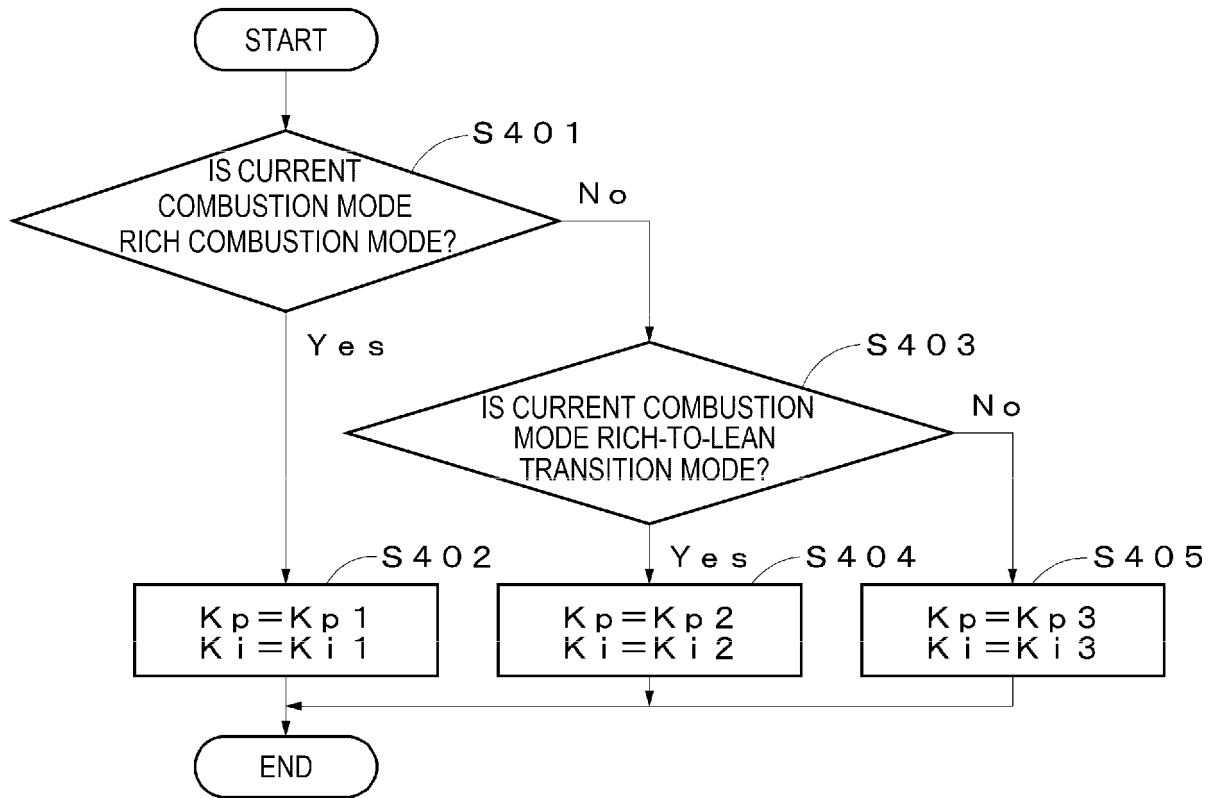 START
S401
IS CURRENT
COMBUSTION MODE
RICH COMBUSTION MODE?
No
Yes
S403
IS CURRENT COMBUSTION
MODE RICH-TO-LEAN
TRANSITION MODE?
No
Yes
S402
Kp=Kp1
Ki=Ki1
S404
Kp=Kp2
Ki=Ki2
S405
Kp=Kp3
Ki=Ki3
END